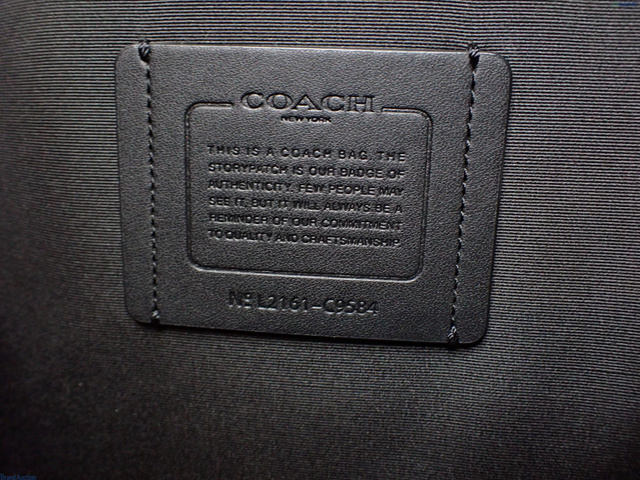 COACH
NEW YORK
THIS IS A COACH BAG. THE
STORYPATCH IS OUR BADGE OF
AUTHENTICITY. FEW PEOPLE MAY
SEE IT, BUT IT WILL ALWAYS BE A
REMINDER OF OUR COMMITMENT
TO QUALITY AND CRAFTSMANSHIP.
Nº L2161-C9584